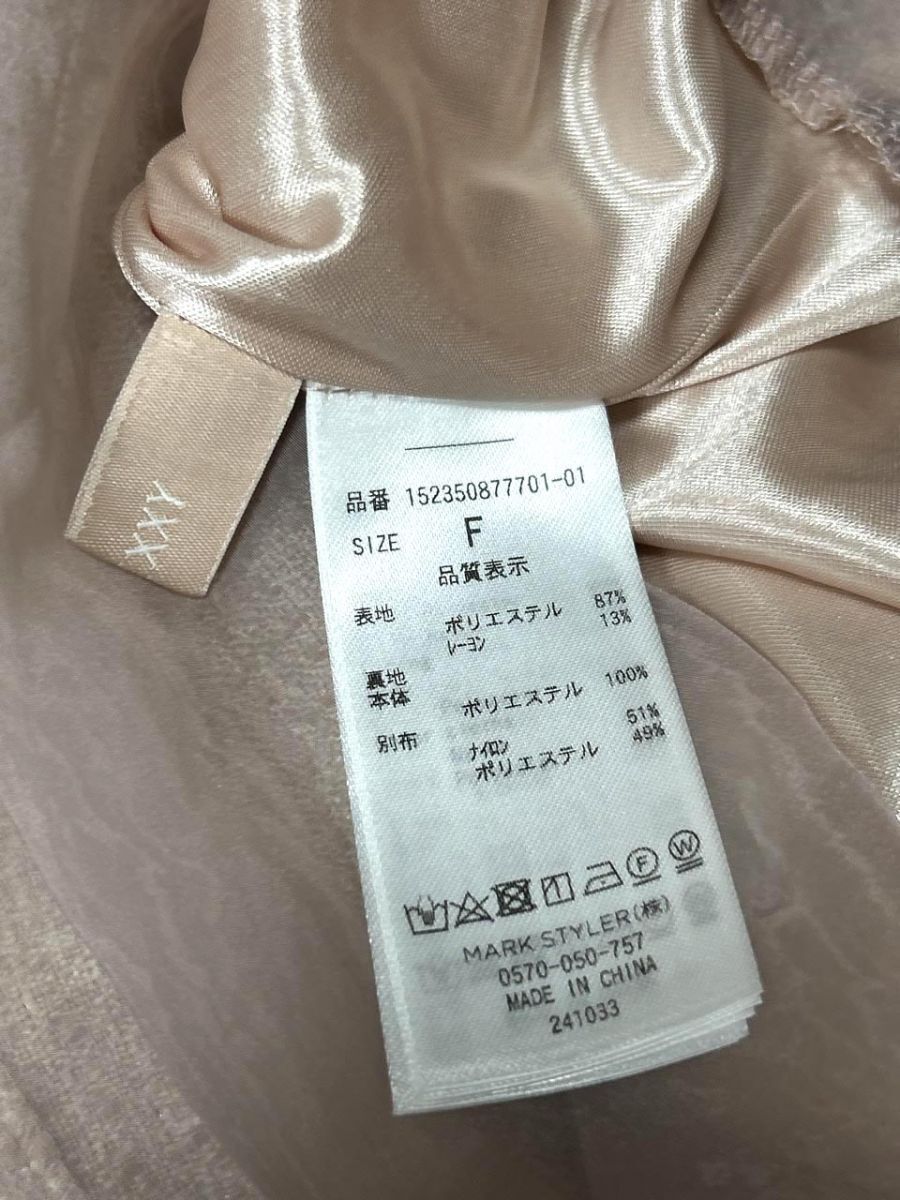 品番 152350877701-01
SIZE F
品質表示
表地 ポリエステル 87%
レーヨン 13%
裏地
本体 ポリエステル 100%
別布 ナイロン 51%
ポリエステル 49%
F W
MARK STYLER(株)
0570-050-757
MADE IN CHINA
241033